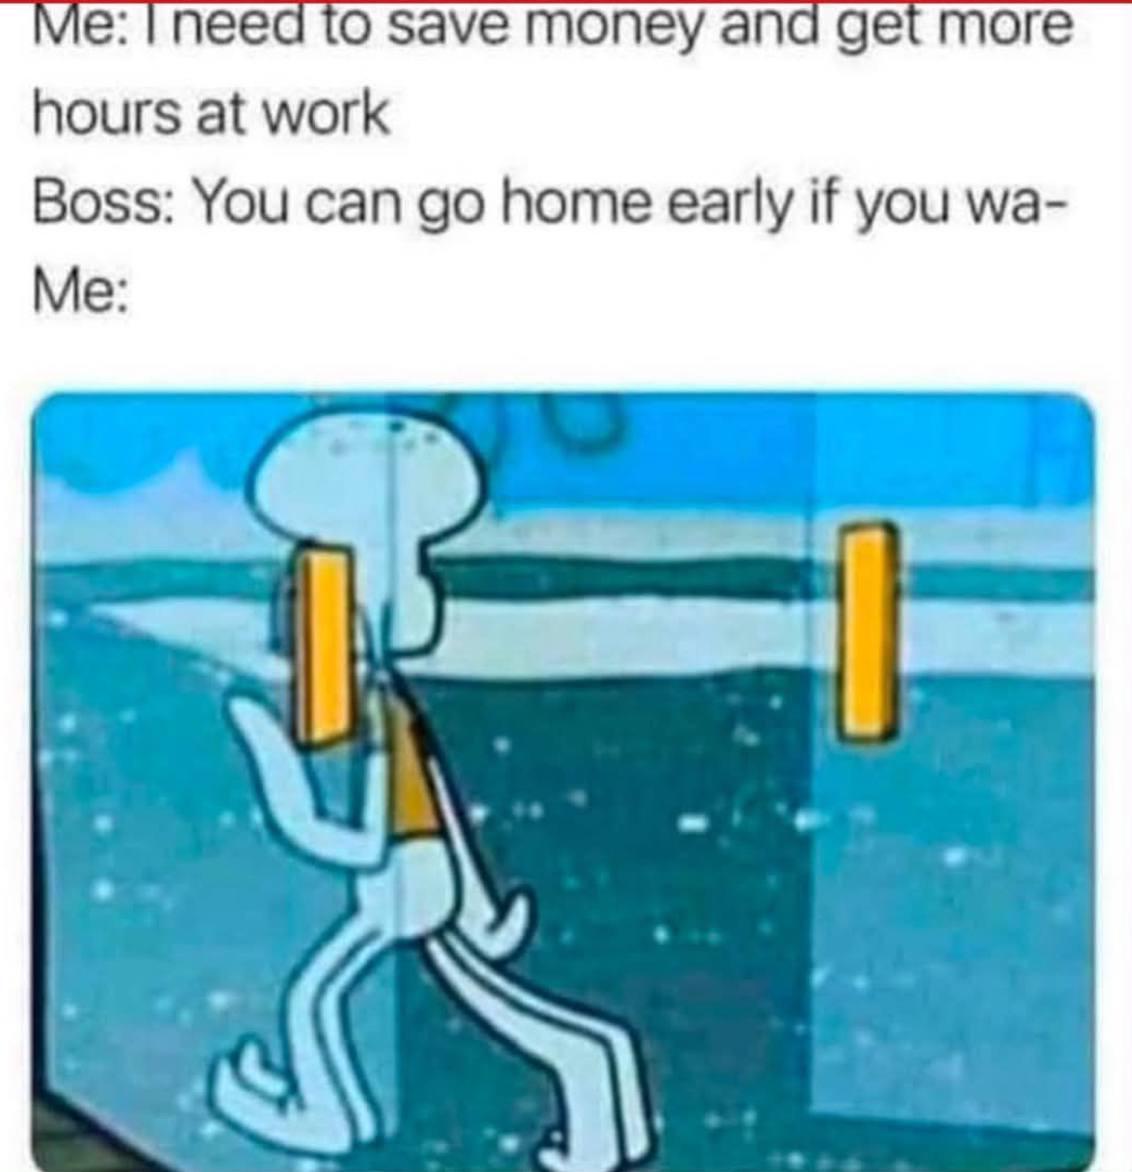 Me: I need to save money and get more
hours at work
Boss: You can go home early if you wa-
Me: